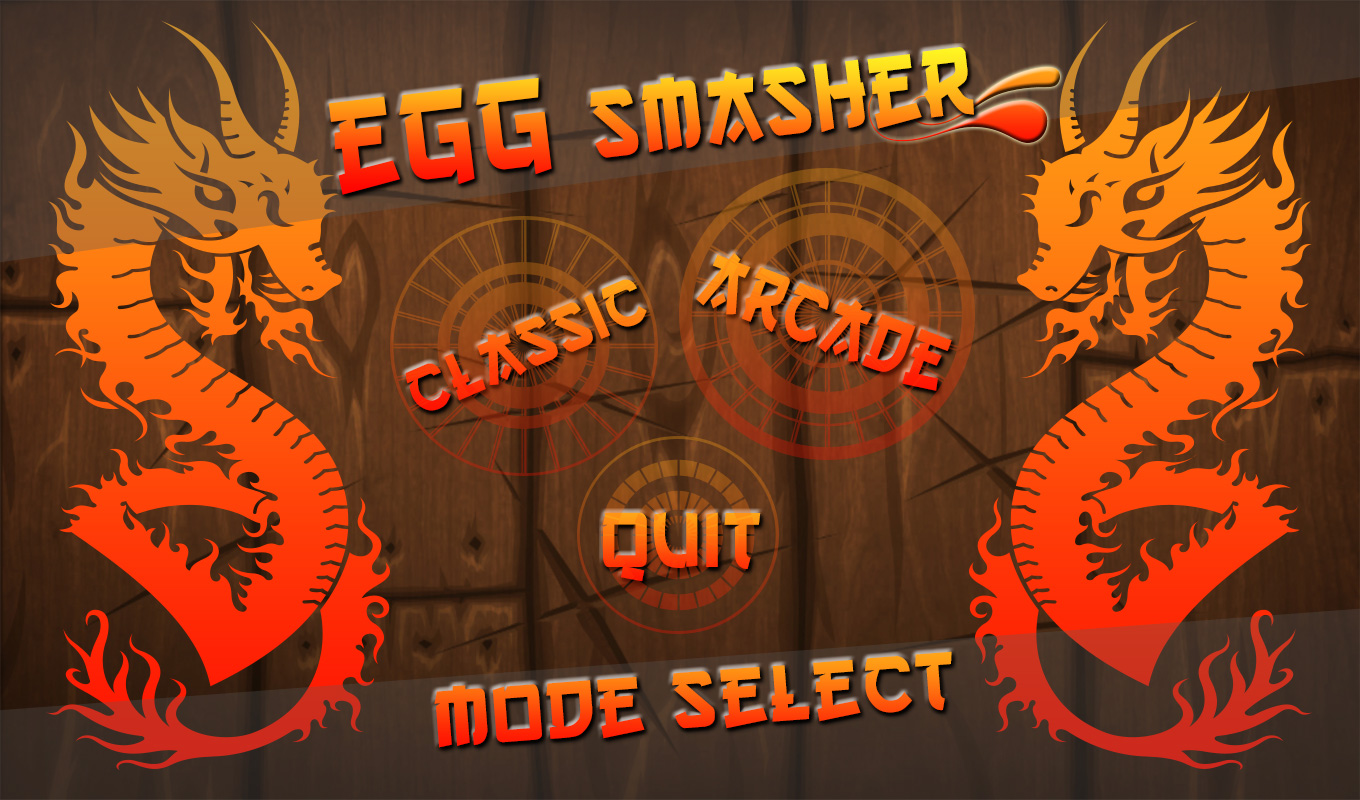 EGG SMASHER
CLASSIC
ARCADE
QUIT
MODE SELECT